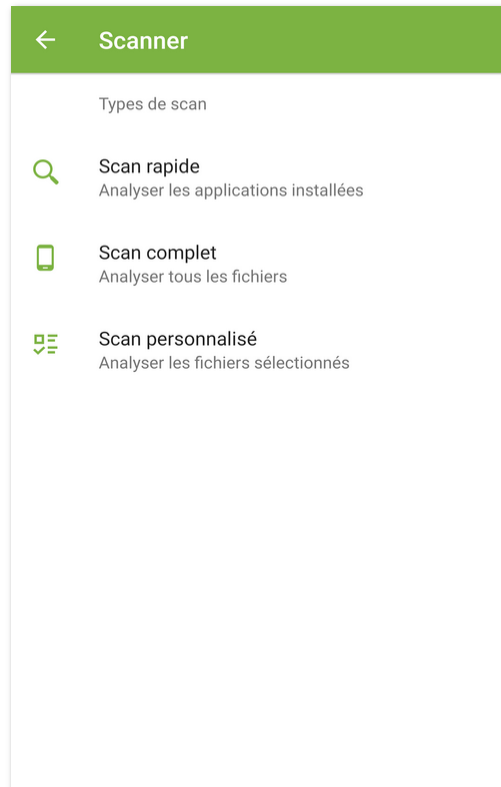 Scanner
Types de scan
Scan rapide
Analyser les applications installées
Scan complet
Analyser tous les fichiers
Scan personnalisé
Analyser les fichiers sélectionnés